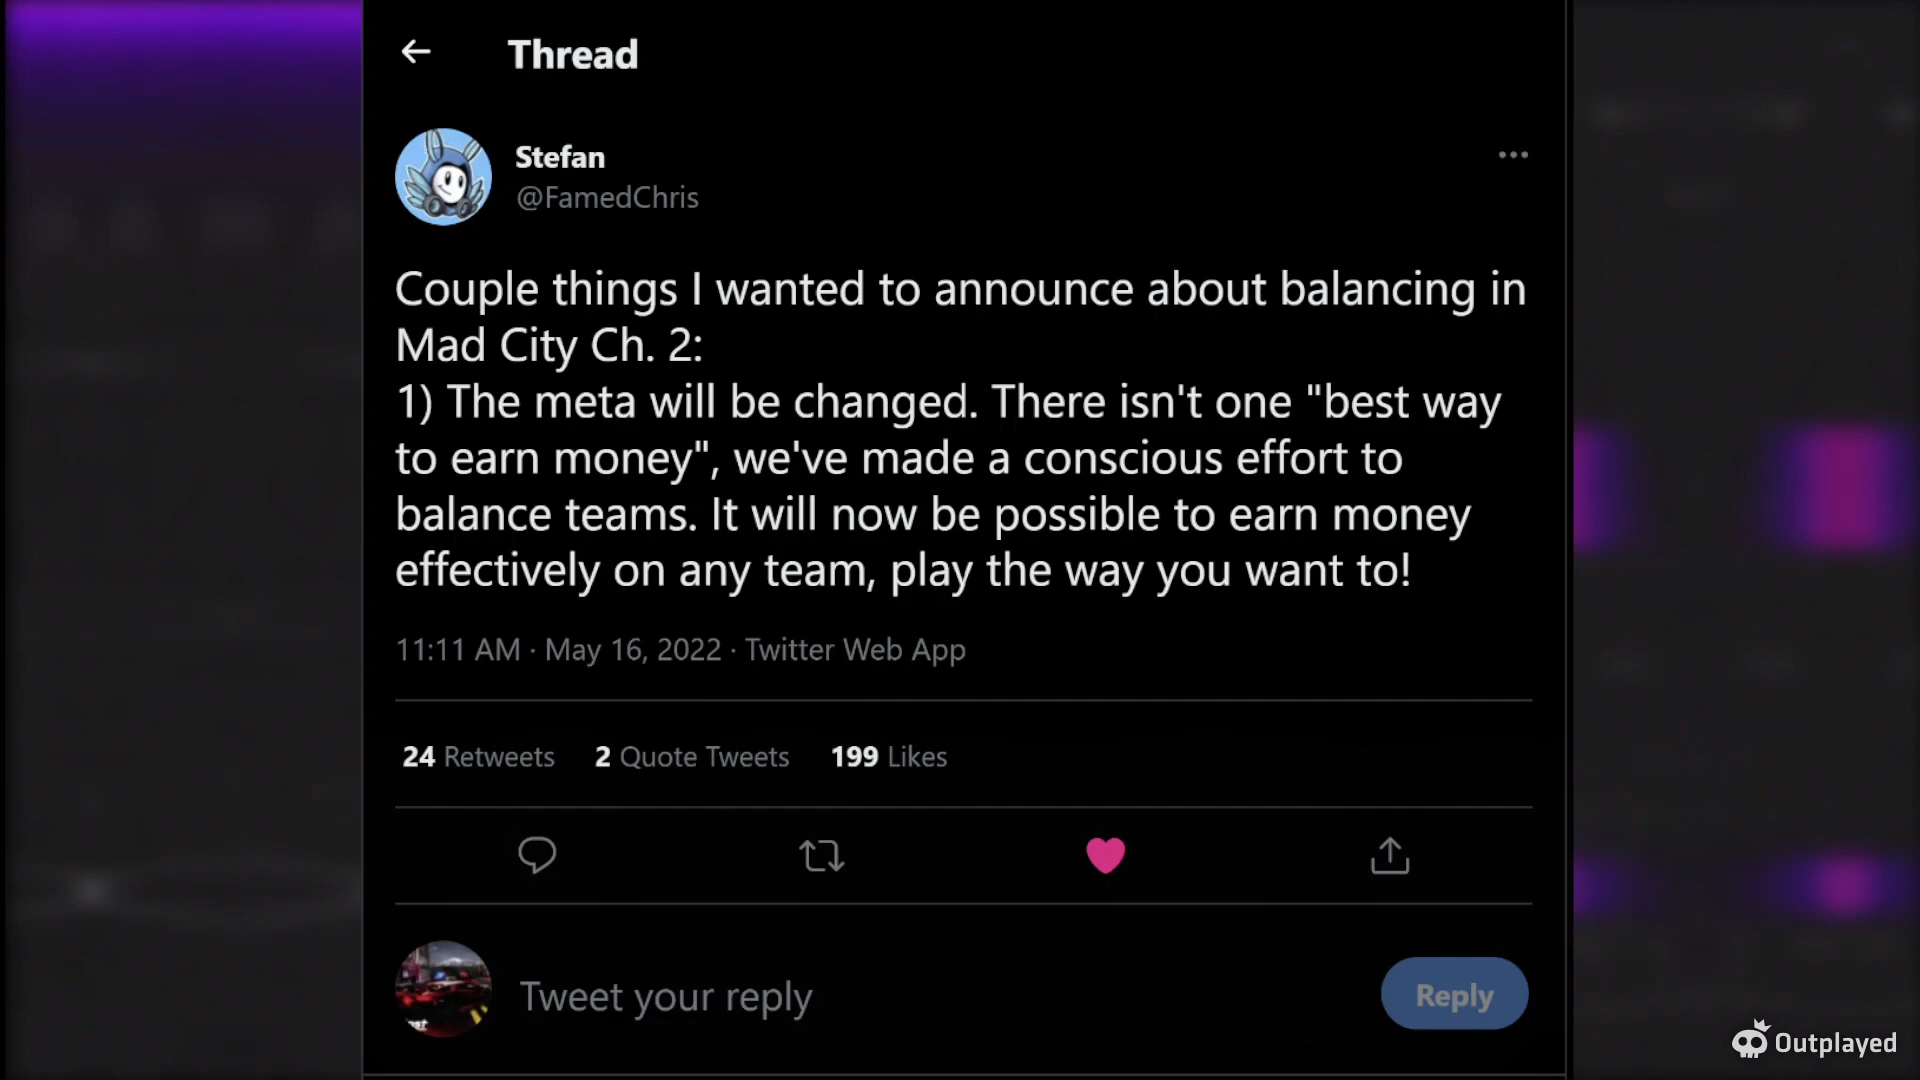 Thread
Stefan
@FamedChris
Couple things I wanted to announce about balancing in
Mad City Ch. 2:
1) The meta will be changed. There isn't one "best way
to earn money", we've made a conscious effort to
balance teams. It will now be possible to earn money
effectively on any team, play the way you want to!
11:11 AM · May 16, 2022 · Twitter Web App
24 Retweets 2 Quote Tweets 199 Likes
Tweet your reply
Reply
Outplayed